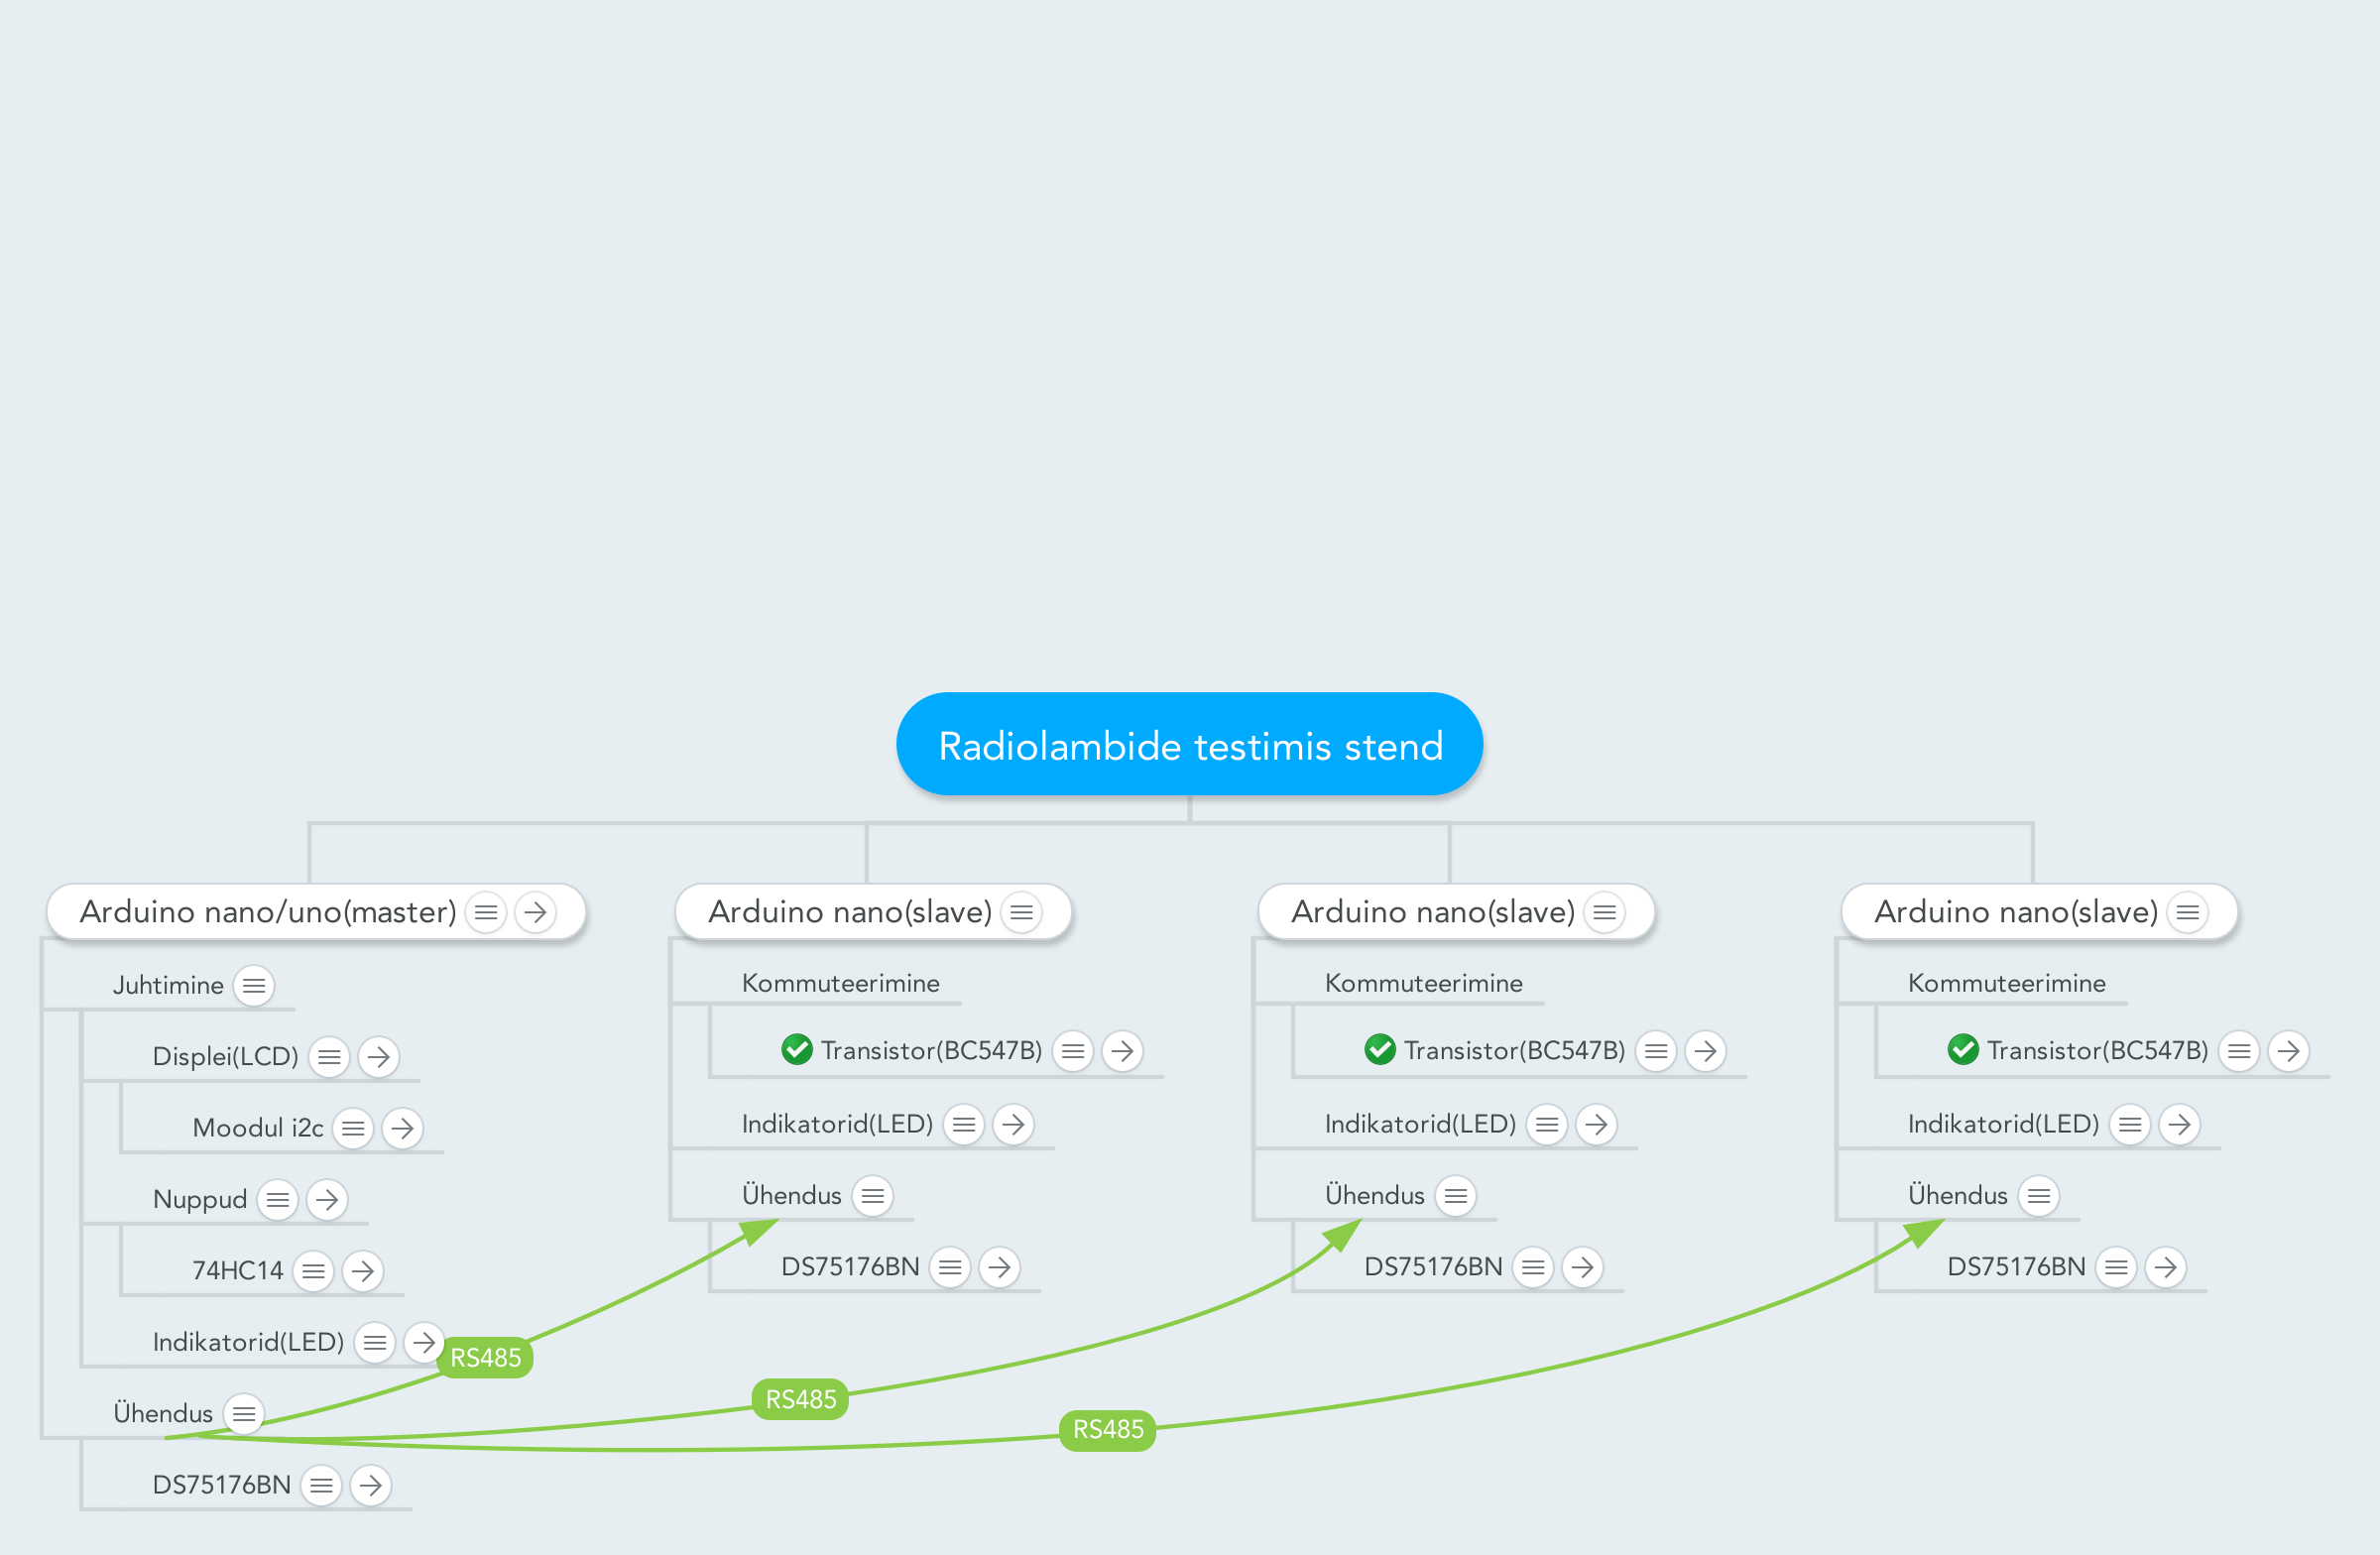 Radiolambide testimis stend
Arduino nano/uno(master)
Juhtimine
Displei(LCD)
Moodul i2c
Nuppud
74HC14
Indikatorid(LED)
Ühendus
DS75176BN
Arduino nano(slave)
Kommuteerimine
Transistor(BC547B)
Indikatorid(LED)
Ühendus
DS75176BN
Arduino nano(slave)
Kommuteerimine
Transistor(BC547B)
Indikatorid(LED)
Ühendus
DS75176BN
Arduino nano(slave)
Kommuteerimine
Transistor(BC547B)
Indikatorid(LED)
Ühendus
DS75176BN
RS485
RS485
RS485